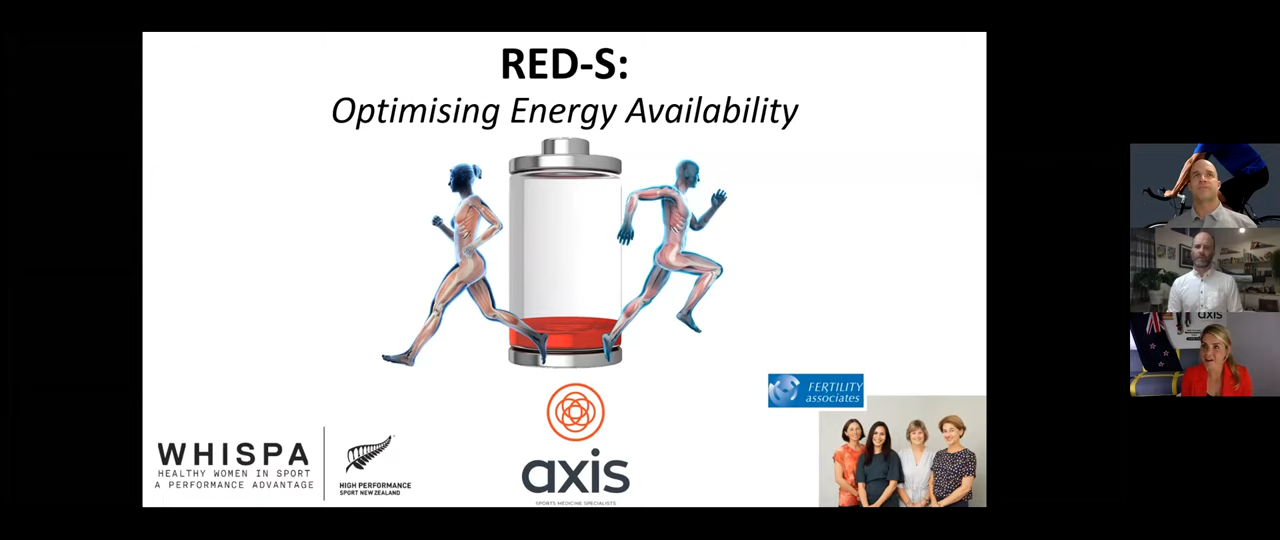 RED-S:
Optimising Energy Availability
FERTILITY
associates
WHISPA
HEALTHY WOMEN IN SPORT
A PERFORMANCE ADVANTAGE
HIGH PERFORMANCE
SPORT NEW ZEALAND
axis
SPORTS MEDICINE SPECIALISTS
axis